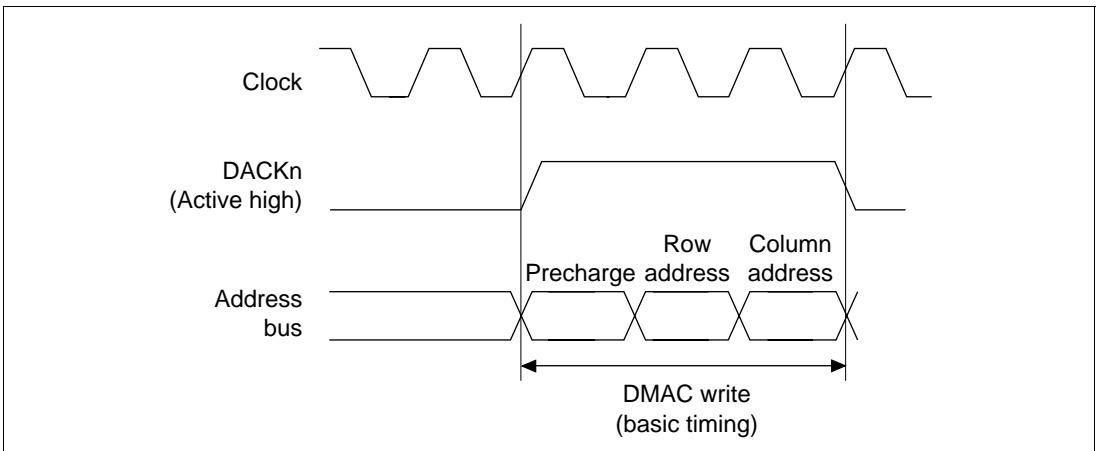 Clock
DACKn
(Active high)
Row Column
Precharge address address
Address
bus
DMAC write
(basic timing)